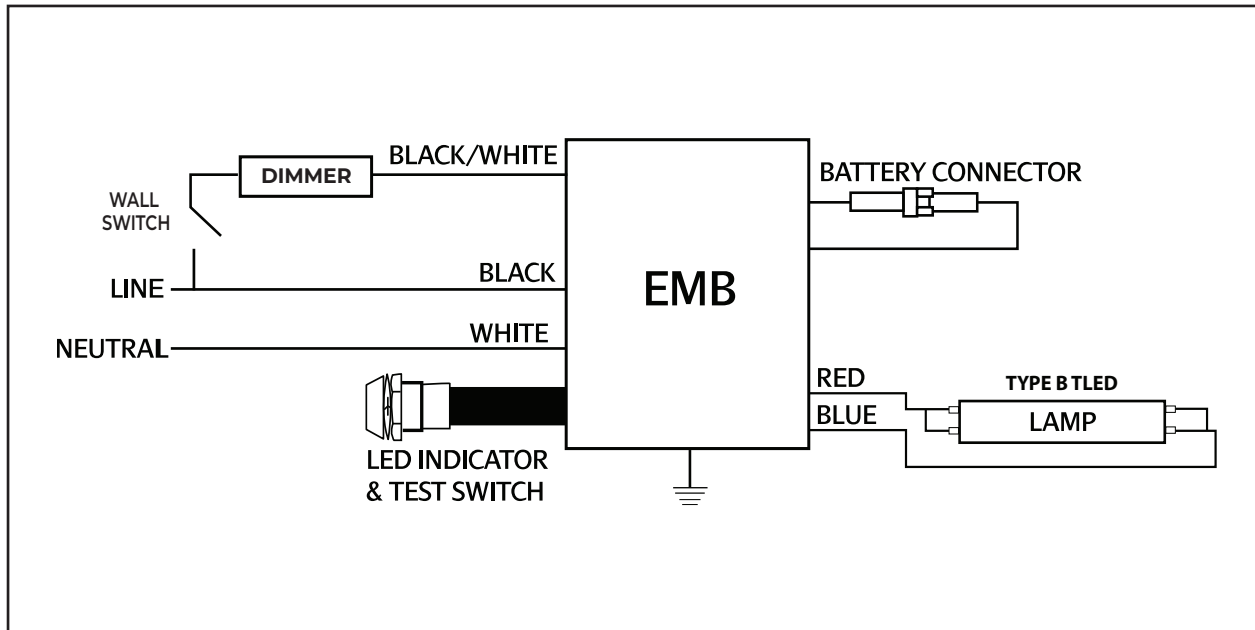 BLACK/WHITE
DIMMER
WALL
SWITCH
BATTERY CONNECTOR
BLACK
LINE
EMB
WHITE
NEUTRAL
RED
TYPE B TLED
BLUE
LAMP
LED INDICATOR
& TEST SWITCH